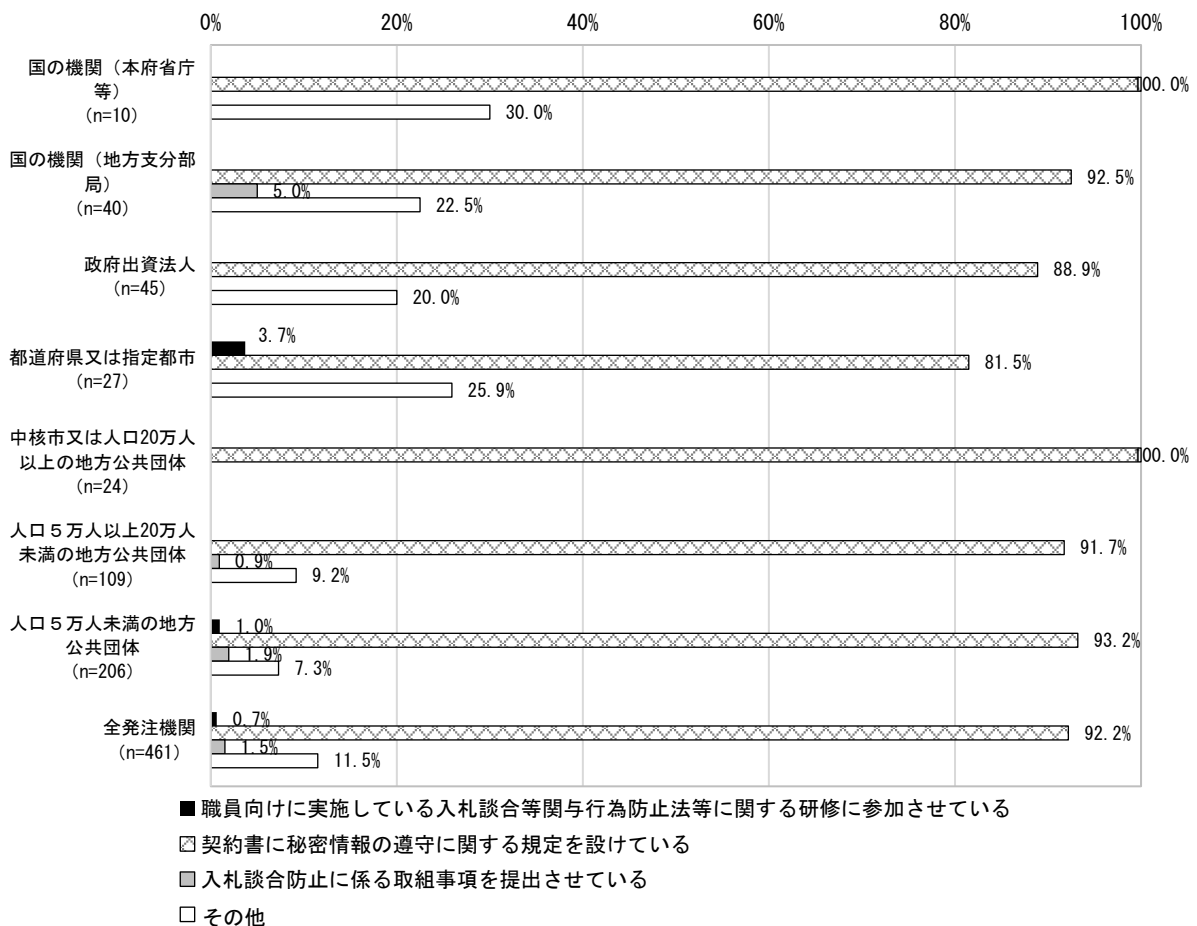 0% 20% 40% 60% 80% 100%
国の機関（本府省庁
等）
(n=10)
100.0%
30.0%
国の機関（地方支分部
局）
(n=40)
92.5%
5.0%
22.5%
政府出資法人
(n=45)
88.9%
20.0%
都道府県又は指定都市
(n=27)
3.7%
81.5%
25.9%
中核市又は人口20万人
以上の地方公共団体
(n=24)
100.0%
人口５万人以上20万人
未満の地方公共団体
(n=109)
91.7%
0.9%
9.2%
人口５万人未満の地方
公共団体
(n=206)
1.0%
93.2%
1.9%
7.3%
全発注機関
(n=461)
0.7%
92.2%
1.5%
11.5%
職員向けに実施している入札談合等関与行為防止法等に関する研修に参加させている
契約書に秘密情報の遵守に関する規定を設けている
入札談合防止に係る取組事項を提出させている
その他